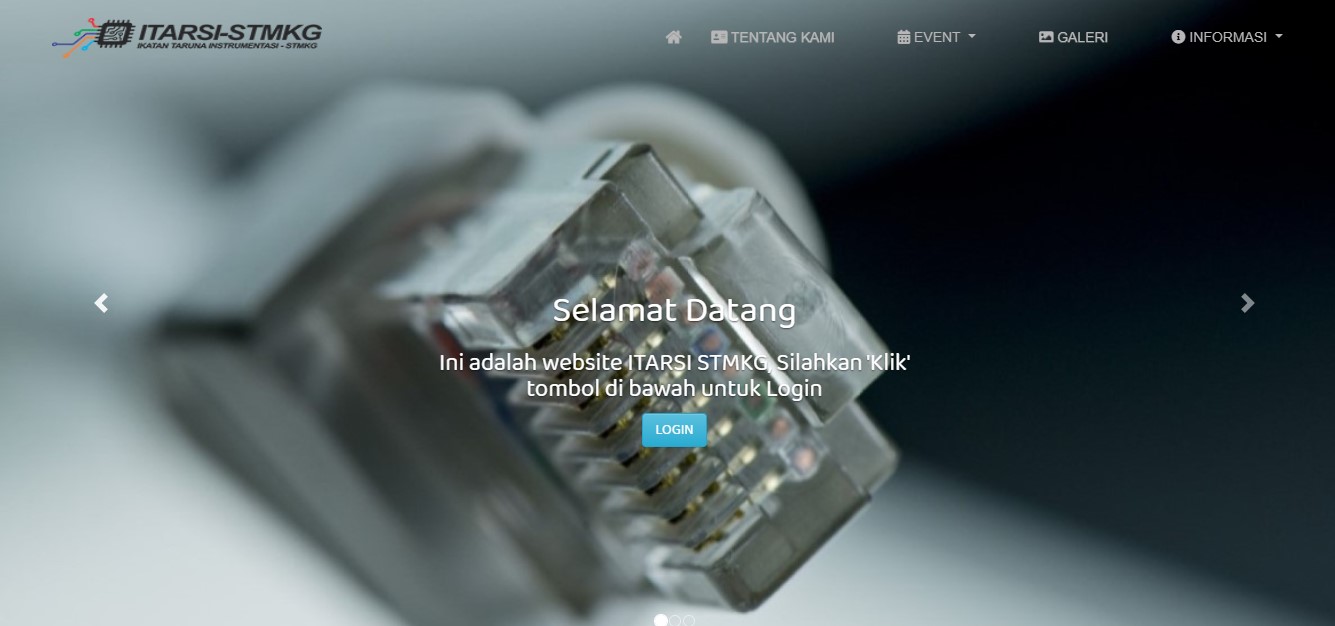 ITARSI-STMKG
IKATAN TARUNA INSTRUMENTASI - STMKG
TENTANG KAMI
EVENT
GALERI
INFORMASI
Selamat Datang
Ini adalah website ITARSI STMKG, Silahkan 'Klik'
tombol di bawah untuk Login
LOGIN